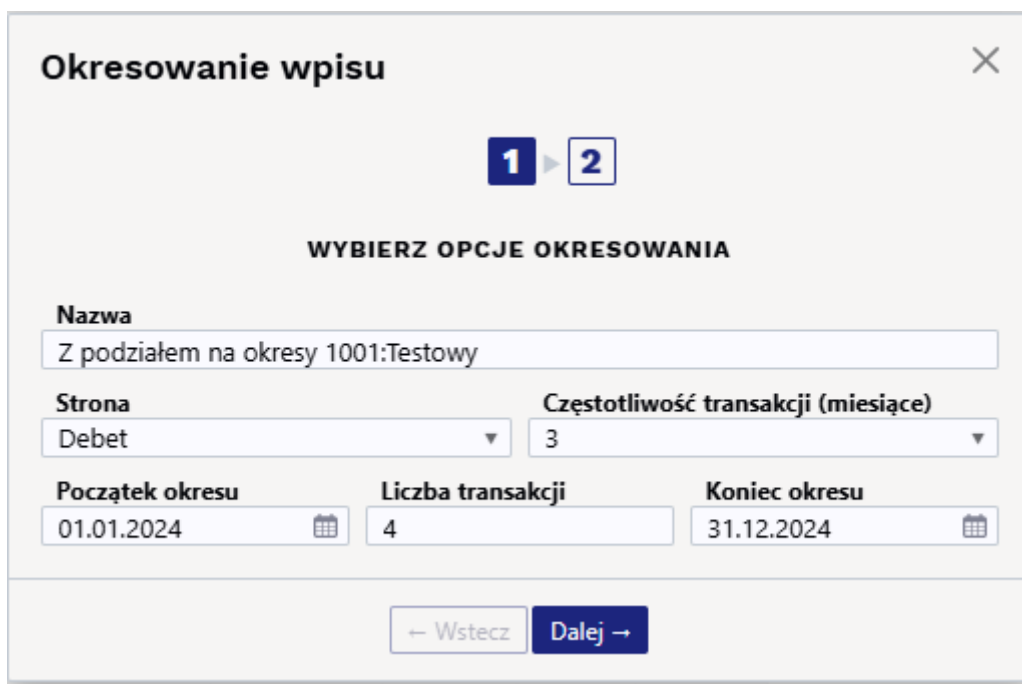 Okresowanie wpisu
1 2
WYBIERZ OPCJE OKRESOWANIA
Nazwa
Z podziałem na okresy 1001:Testowy
Strona Częstotliwość transakcji (miesiące)
Debet 3
Początek okresu Liczba transakcji Koniec okresu
01.01.2024 4 31.12.2024
← Wstecz Dalej →